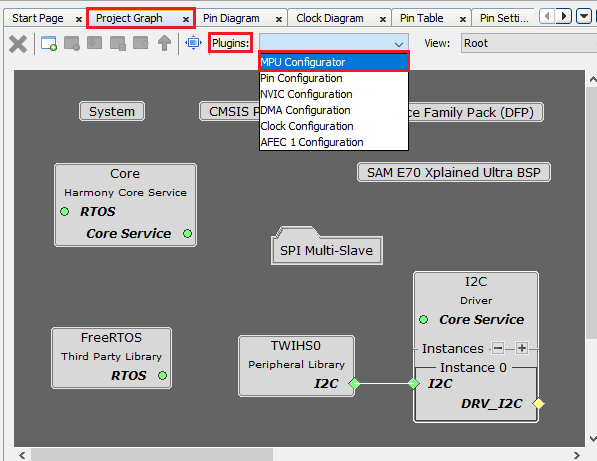 Start Page x Project Graph x Pin Diagram x Clock Diagram x Pin Table x Pin Setti...
Plugins: View: Root
MPU Configurator
Pin Configuration
NVIC Configuration
DMA Configuration
Clock Configuration
AFEC 1 Configuration
System
CMSIS P
ce Family Pack (DFP)
Core
Harmony Core Service
RTOS
Core Service
SAM E70 Xplained Ultra BSP
SPI Multi-Slave
I2C
Driver
Core Service
Instances
Instance 0
I2C
DRV_I2C
FreeRTOS
Third Party Library
RTOS
TWIHS0
Peripheral Library
I2C